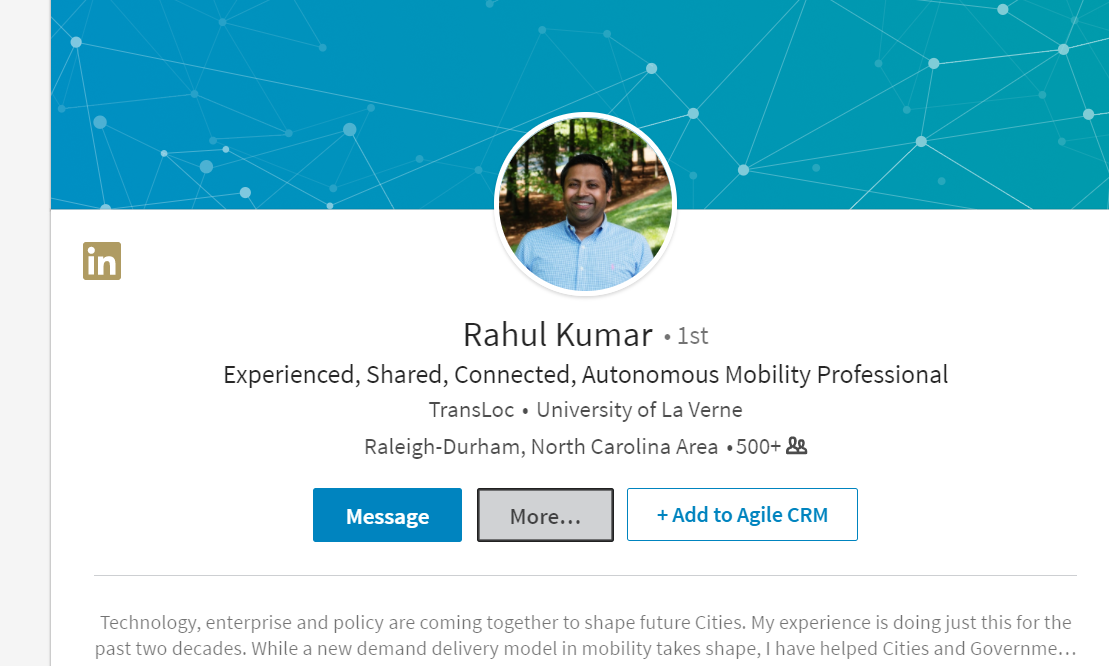 in
Rahul Kumar • 1st
Experienced, Shared, Connected, Autonomous Mobility Professional
TransLoc • University of La Verne
Raleigh-Durham, North Carolina Area • 500+
Message More... + Add to Agile CRM
Technology, enterprise and policy are coming together to shape future Cities. My experience is doing just this for the
past two decades. While a new demand delivery model in mobility takes shape, I have helped Cities and Governme...